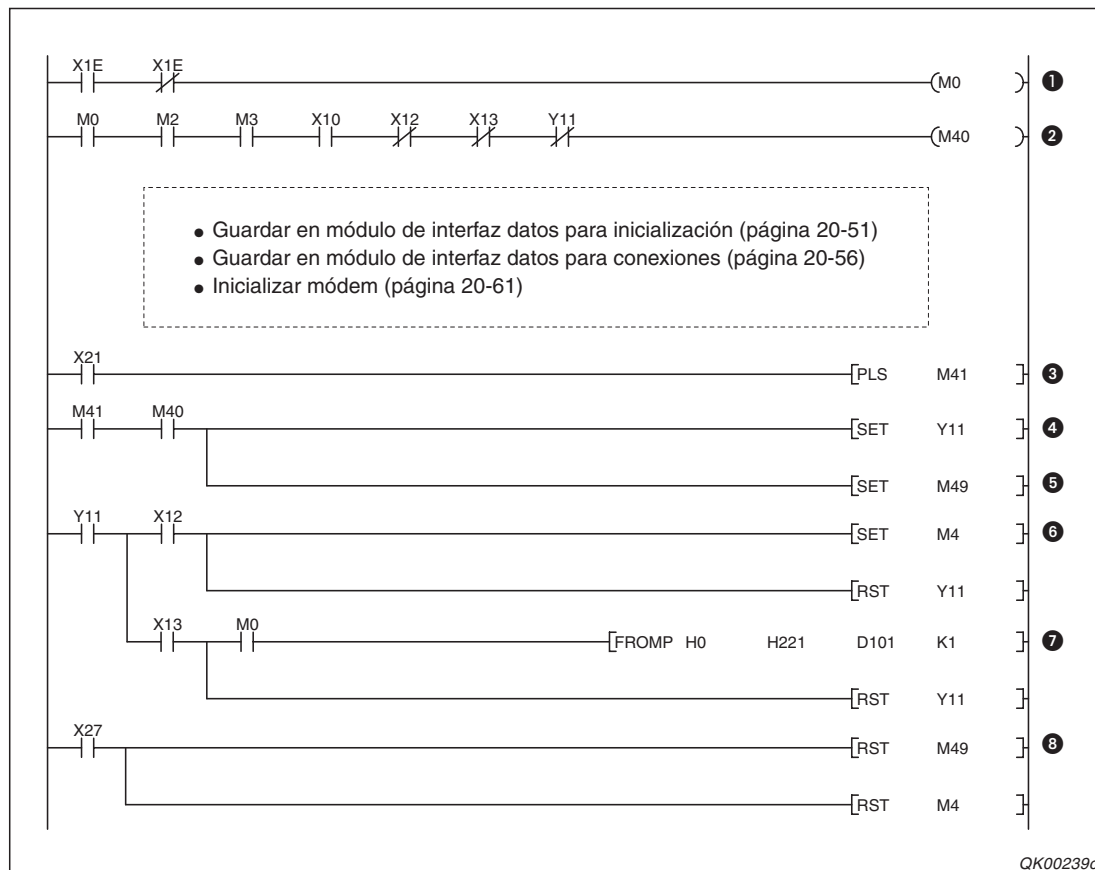 X1E X1E
M0 ❶
M0 M2 M3 X10 X12 X13 Y11
M40 ❷
● Guardar en módulo de interfaz datos para inicialización (página 20-51)
● Guardar en módulo de interfaz datos para conexiones (página 20-56)
● Inicializar módem (página 20-61)
X21
PLS M41 ❸
M41 M40
SET Y11 ❹
SET M49 ❺
Y11 X12
SET M4 ❻
RST Y11
X13 M0
FROMP H0 H221 D101 K1 ❼
RST Y11
X27
RST M49 ❽
RST M4
QK00239c